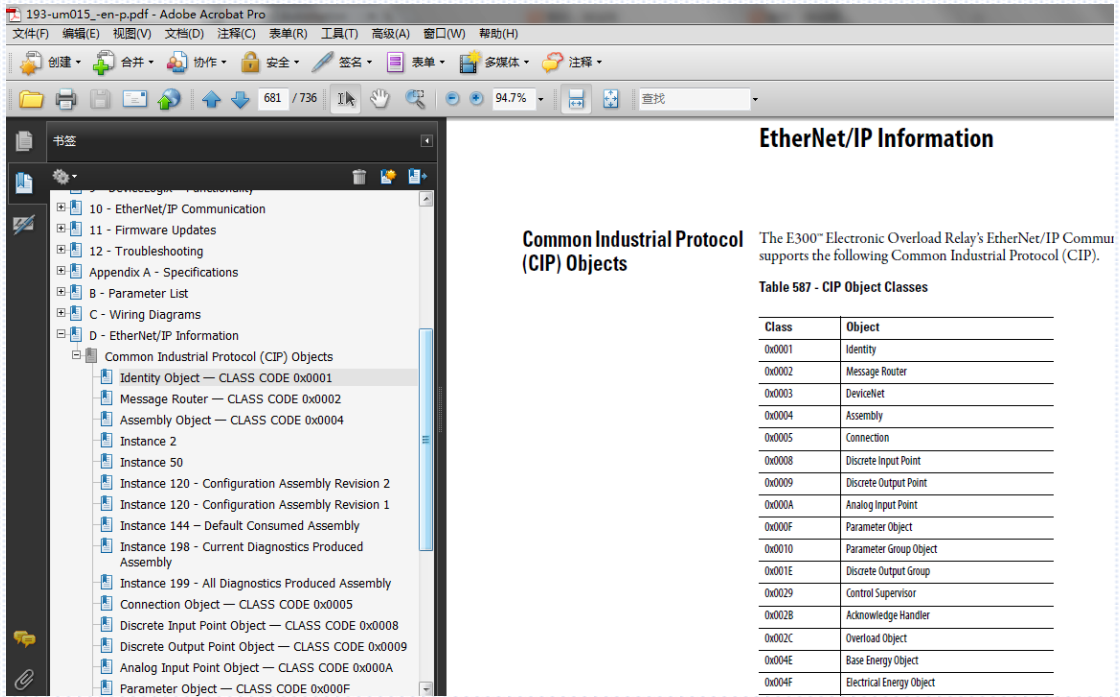 193-um015_-en-p.pdf - Adobe Acrobat Pro
文件(F) 编辑(E) 视图(V) 文档(D) 注释(C) 表单(R) 工具(T) 高级(A) 窗口(W) 帮助(H)
创建 合并 协作 安全 签名 表单 多媒体 注释
681 / 736 94.7% 查找
书签
9 - DeviceLogix™ Functionality
10 - EtherNet/IP Communication
11 - Firmware Updates
12 - Troubleshooting
Appendix A - Specifications
B - Parameter List
C - Wiring Diagrams
D - EtherNet/IP Information
Common Industrial Protocol (CIP) Objects
Identity Object — CLASS CODE 0x0001
Message Router — CLASS CODE 0x0002
Assembly Object — CLASS CODE 0x0004
Instance 2
Instance 50
Instance 120 - Configuration Assembly Revision 2
Instance 120 - Configuration Assembly Revision 1
Instance 144 – Default Consumed Assembly
Instance 198 - Current Diagnostics Produced
Assembly
Instance 199 - All Diagnostics Produced Assembly
Connection Object — CLASS CODE 0x0005
Discrete Input Point Object — CLASS CODE 0x0008
Discrete Output Point Object — CLASS CODE 0x0009
Analog Input Point Object — CLASS CODE 0x000A
Parameter Object — CLASS CODE 0x000F
EtherNet/IP Information
Common Industrial Protocol
(CIP) Objects
The E300™ Electronic Overload Relay's EtherNet/IP Commu
supports the following Common Industrial Protocol (CIP).
Table 587 - CIP Object Classes
Class Object
0x0001 Identity
0x0002 Message Router
0x0003 DeviceNet
0x0004 Assembly
0x0005 Connection
0x0008 Discrete Input Point
0x0009 Discrete Output Point
0x000A Analog Input Point
0x000F Parameter Object
0x0010 Parameter Group Object
0x001E Discrete Output Group
0x0029 Control Supervisor
0x002B Acknowledge Handler
0x002C Overload Object
0x004E Base Energy Object
0x004F Electrical Energy Object